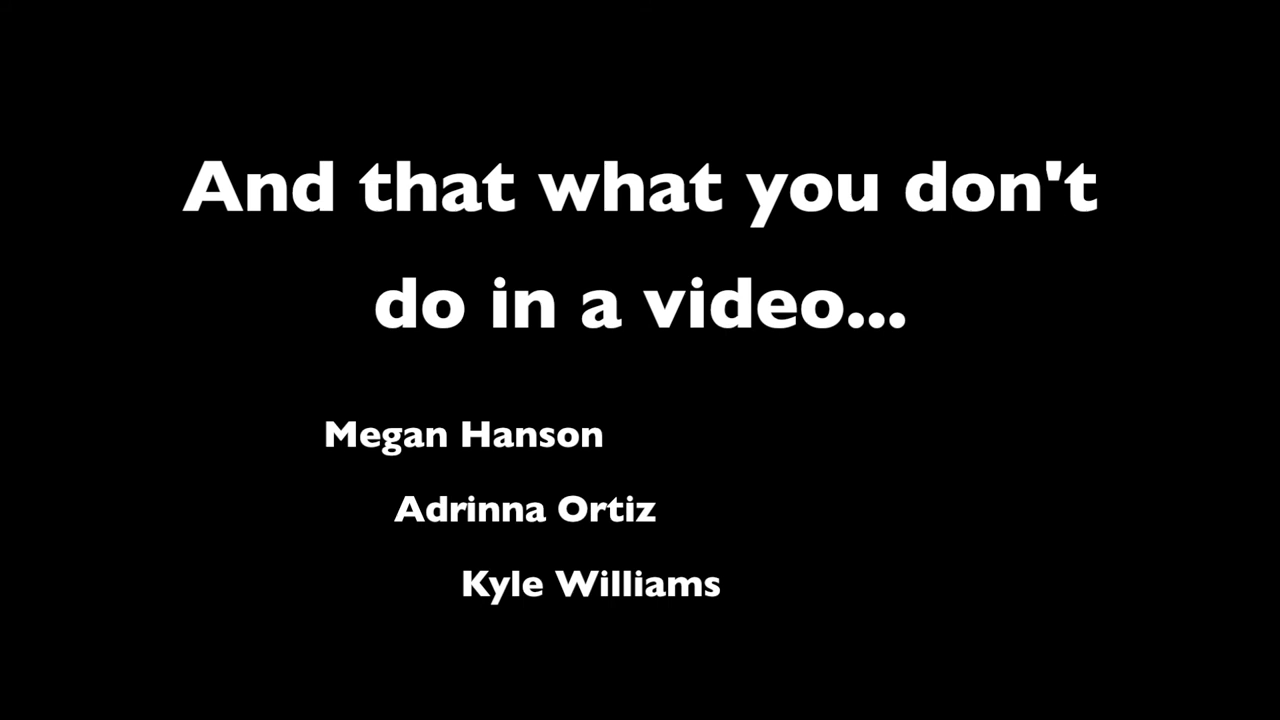 And that what you don't
do in a video...
Megan Hanson
Adrinna Ortiz
Kyle Williams